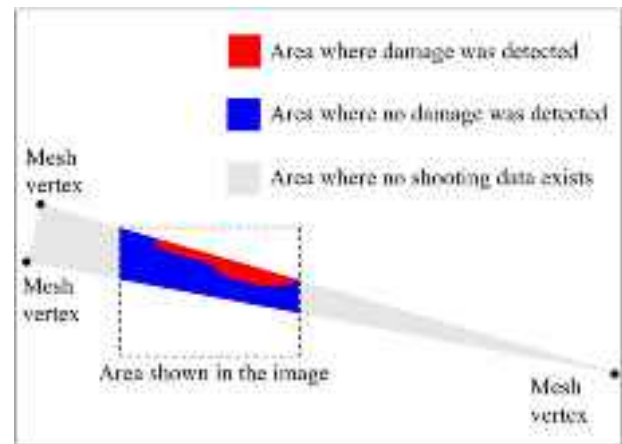 Area where damage was detected
Area where no damage was detected
Area where no shooting data exists
Mesh
vertex
Mesh
vertex
Area shown in the image
Mesh
vertex